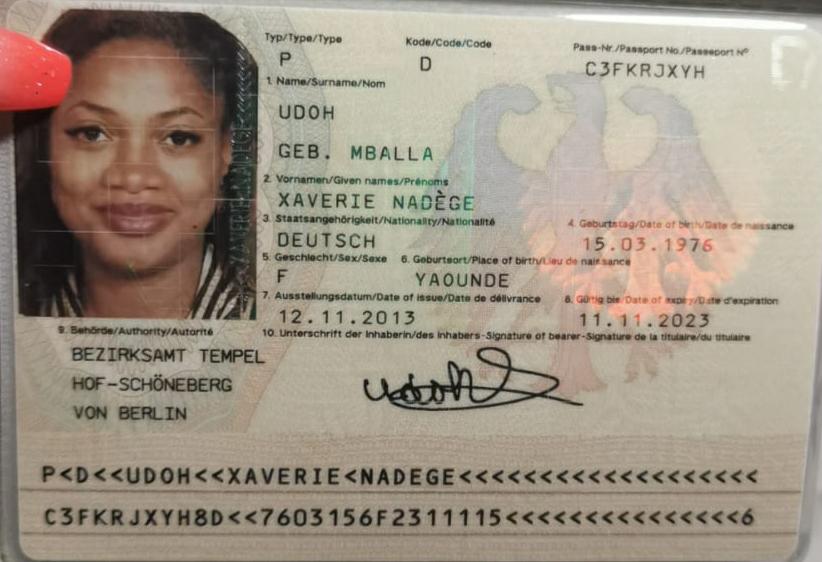 Typ/Type/Type Kode/Code/Code Pass-Nr./Passport No./Passeport Nº
P D C3FKRJXYH
1. Name/Surname/Nom
UDOH
GEB. MBALLA
2. Vornamen/Given names/Prénoms
XAVERIE NADÈGE
3. Staatsangehörigkeit/Nationality/Nationalité 4. Geburtstag/Date of birth/Date de naissance
DEUTSCH 15.03.1976
5. Geschlecht/Sex/Sexe 6. Geburtsort/Place of birth/Lieu de naissance
F YAOUNDE
7. Ausstellungsdatum/Date of issue/Date de délivrance 8. Gültig bis/Date of expiry/Date d'expiration
12.11.2013 11.11.2023
9. Behörde/Authority/Autorité 10. Unterschrift der Inhaberin/des Inhabers-Signature of bearer-Signature de la titulaire/du titulaire
BEZIRKSAMT TEMPEL
HOF-SCHÖNEBERG
VON BERLIN
Udoh
P<D<<UDOH<<XAVERIE<NADEGE<<<<<<<<<<<<<<<<<<<
C3FKRJXYH8D<<7603156F2311115<<<<<<<<<<<<<<<6